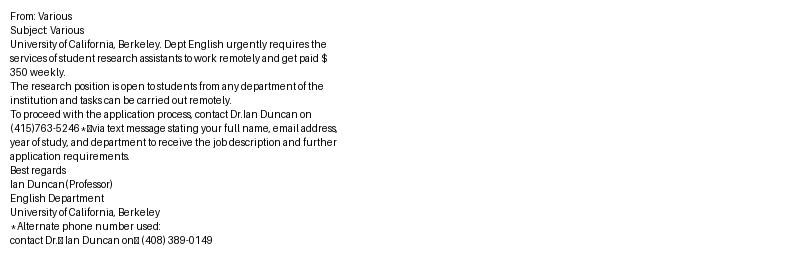 From: Various
Subject: Various
University of California, Berkeley. Dept English urgently requires the
services of student research assistants to work remotely and get paid $
350 weekly.
The research position is open to students from any department of the
institution and tasks can be carried out remotely.
To proceed with the application process, contact Dr.Ian Duncan on
(415)763-5246*via text message stating your full name, email address,
year of study, and department to receive the job description and further
application requirements.
Best regards
Ian Duncan(Professor)
English Department
University of California, Berkeley
*Alternate phone number used:
contact Dr. Ian Duncan on (408) 389-0149